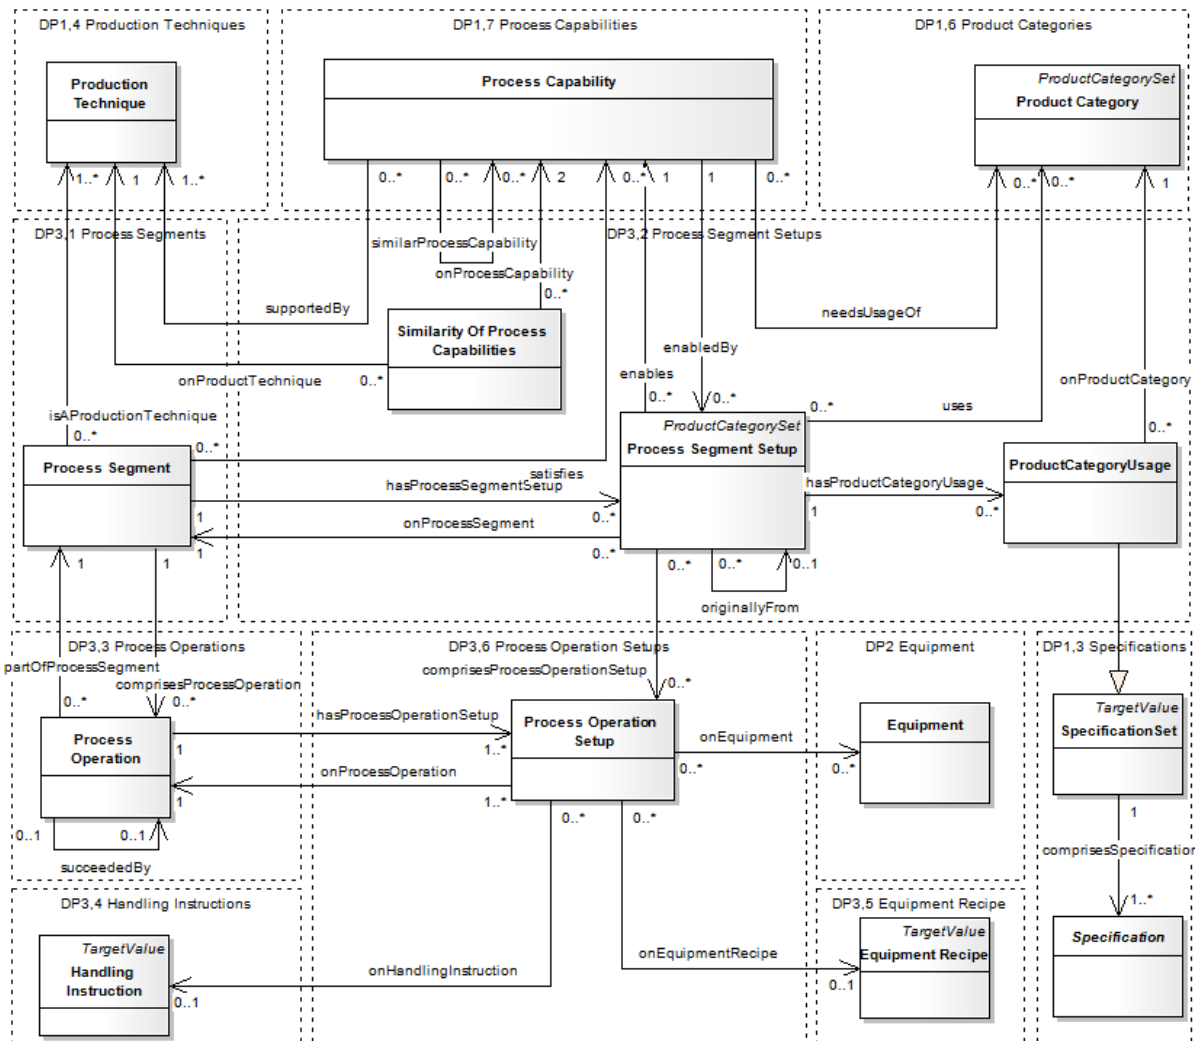 DP1,4 Production Techniques
DP1,7 Process Capabilities
DP1,6 Product Categories
Production
Technique
Process Capability
ProductCategorySet
Product Category
1..*
1
1..*
0..*
0..*
0..*
2
0..*
1
1
0..*
0..*
0..*
1
DP3,1 Process Segments
DP3,2 Process Segment Setups
similarProcessCapability
onProcessCapability
0..*
supportedBy
needsUsageOf
Similarity Of Process
Capabilities
enabledBy
enables
onProductTechnique
0..*
onProductCategory
0..*
0..*
isAProductionTechnique
0..*
0..*
0..*
uses
0..*
ProductCategorySet
Process Segment Setup
Process Segment
ProductCategoryUsage
satisfies
hasProcessSegmentSetup
hasProductCategoryUsage
1
0..*
1
0..*
onProcessSegment
1
0..*
1
1
0..*
0..*
0..1
originallyFrom
DP3,3 Process Operations
DP3,6 Process Operation Setups
DP2 Equipment
DP1,3 Specifications
partOfProcessSegment
comprisesProcessOperation
comprisesProcessOperationSetup
0..*
0..*
0..*
hasProcessOperationSetup
Process
Operation
Process Operation
Setup
Equipment
TargetValue
SpecificationSet
onEquipment
1
1..*
0..*
0..*
onProcessOperation
1
1..*
0..*
0..*
1
0..1
0..1
succeededBy
comprisesSpecification
DP3,4 Handling Instructions
DP3,5 Equipment Recipe
1..*
TargetValue
Handling
Instruction
TargetValue
Equipment Recipe
Specification
onHandlingInstruction
onEquipmentRecipe
0..1
0..1